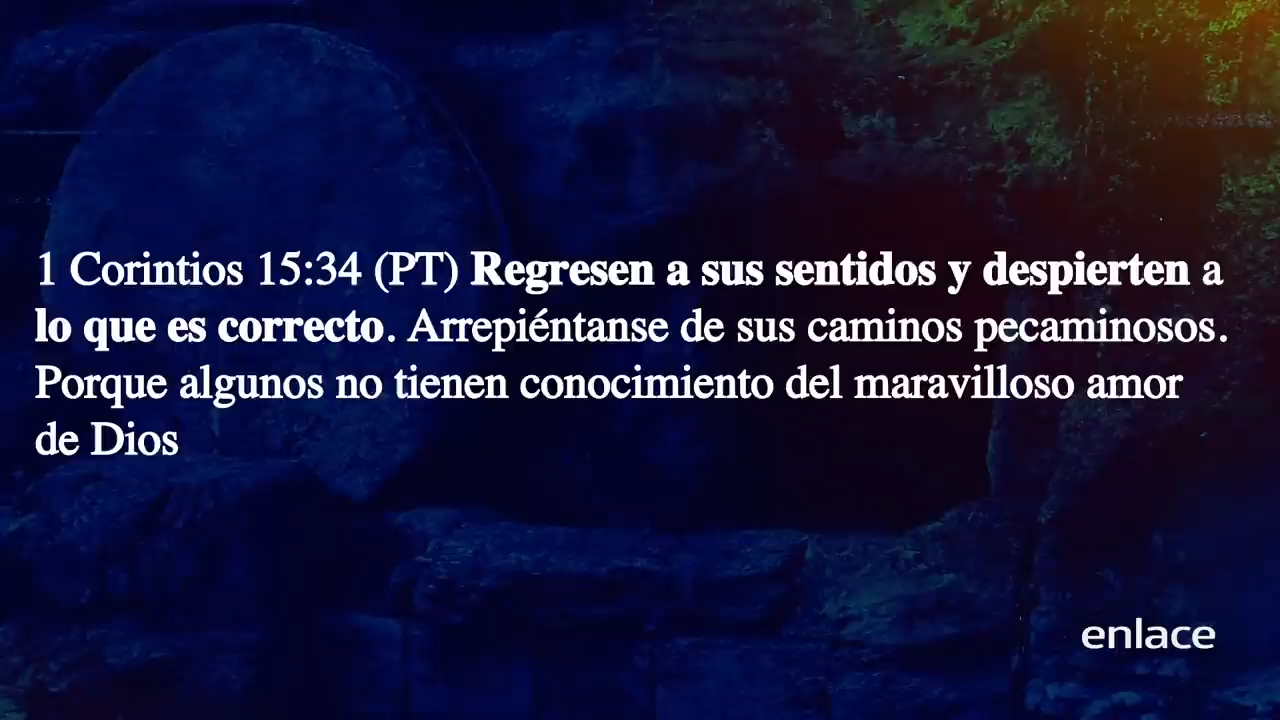 1 Corintios 15:34 (PT) Regresen a sus sentidos y despierten a
lo que es correcto. Arrepiéntanse de sus caminos pecaminosos.
Porque algunos no tienen conocimiento del maravilloso amor
de Dios
enlace